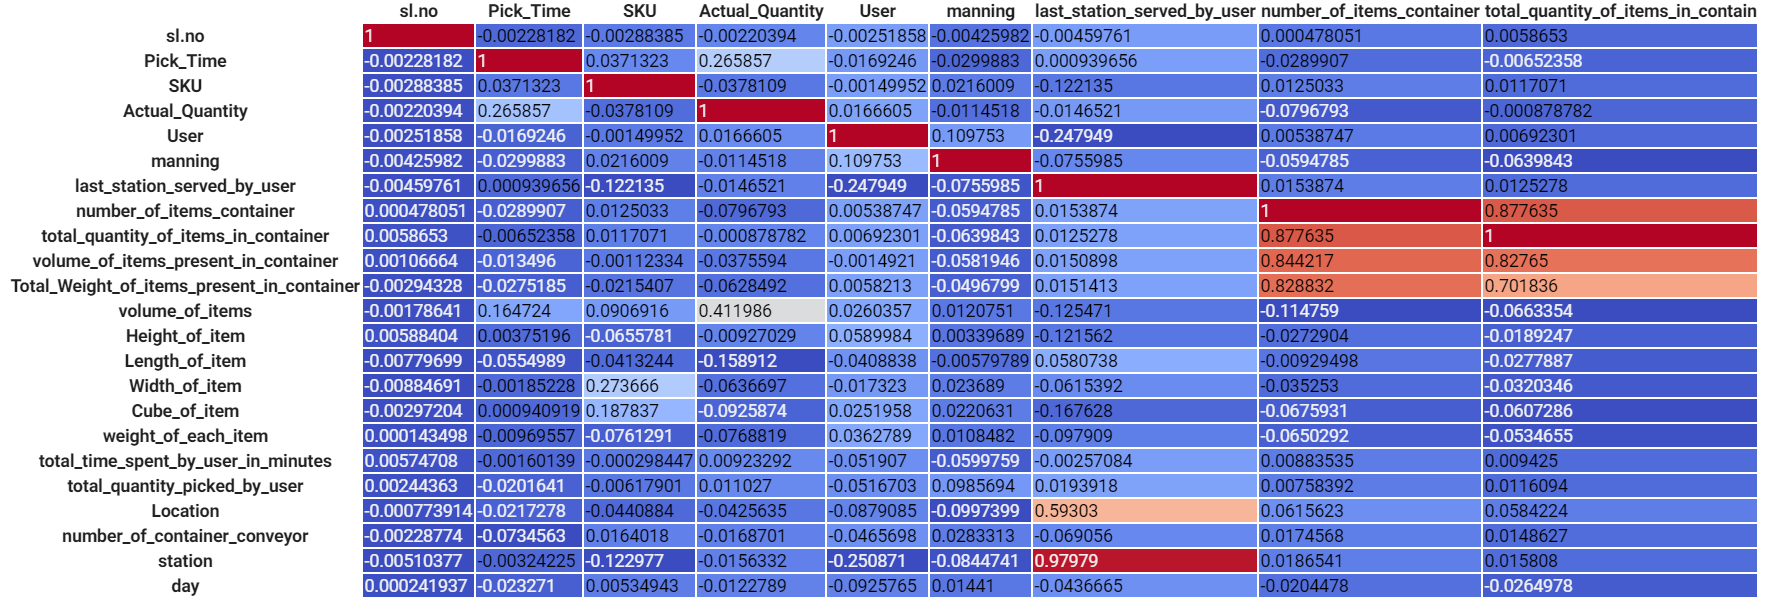 sl.no Pick_Time SKU Actual_Quantity User manning last_station_served_by_user number_of_items_container total_quantity_of_items_in_contain
sl.no 1 -0.00228182 -0.00288385 -0.00220394 -0.00251858 -0.00425982 -0.00459761 0.000478051 0.0058653
Pick_Time -0.00228182 1 0.0371323 0.265857 -0.0169246 -0.0299883 0.000939656 -0.0289907 -0.00652358
SKU -0.00288385 0.0371323 1 -0.0378109 -0.00149952 0.0216009 -0.122135 0.0125033 0.0117071
Actual_Quantity -0.00220394 0.265857 -0.0378109 1 0.0166605 -0.0114518 -0.0146521 -0.0796793 -0.000878782
User -0.00251858 -0.0169246 -0.00149952 0.0166605 1 0.109753 -0.247949 0.00538747 0.00692301
manning -0.00425982 -0.0299883 0.0216009 -0.0114518 0.109753 1 -0.0755985 -0.0594785 -0.0639843
last_station_served_by_user -0.00459761 0.000939656 -0.122135 -0.0146521 -0.247949 -0.0755985 1 0.0153874 0.0125278
number_of_items_container 0.000478051 -0.0289907 0.0125033 -0.0796793 0.00538747 -0.0594785 0.0153874 1 0.877635
total_quantity_of_items_in_container 0.0058653 -0.00652358 0.0117071 -0.000878782 0.00692301 -0.0639843 0.0125278 0.877635 1
volume_of_items_present_in_container 0.00106664 -0.013496 -0.00112334 -0.0375594 -0.0014921 -0.0581946 0.0150898 0.844217 0.82765
Total_Weight_of_items_present_in_container -0.00294328 -0.0275185 -0.0215407 -0.0628492 0.0058213 -0.0496799 0.0151413 0.828832 0.701836
volume_of_items -0.00178641 0.164724 0.0906916 0.411986 0.0260357 0.0120751 -0.125471 -0.114759 -0.0663354
Height_of_item 0.00588404 0.00375196 -0.0655781 -0.00927029 0.0589984 0.00339689 -0.121562 -0.0272904 -0.0189247
Length_of_item -0.00779699 -0.0554989 -0.0413244 -0.158912 -0.0408838 -0.00579789 0.0580738 -0.00929498 -0.0277887
Width_of_item -0.00884691 -0.00185228 0.273666 -0.0636697 -0.017323 0.023689 -0.0615392 -0.035253 -0.0320346
Cube_of_item -0.00297204 0.000940919 0.187837 -0.0925874 0.0251958 0.0220631 -0.167628 -0.0675931 -0.0607286
weight_of_each_item 0.000143498 -0.00969557 -0.0761291 -0.0768819 0.0362789 0.0108482 -0.097909 -0.0650292 -0.0534655
total_time_spent_by_user_in_minutes 0.00574708 -0.00160139 -0.000298447 0.00923292 -0.051907 -0.0599759 -0.00257084 0.00883535 0.009425
total_quantity_picked_by_user 0.00244363 -0.0201641 -0.00617901 0.011027 -0.0516703 0.0985694 0.0193918 0.00758392 0.0116094
Location -0.000773914 -0.0217278 -0.0440884 -0.0425635 -0.0879085 -0.0997399 0.59303 0.0615623 0.0584224
number_of_container_conveyor -0.00228774 -0.0734563 0.0164018 -0.0168701 -0.0465698 0.0283313 -0.069056 0.0174568 0.0148627
station -0.00510377 -0.00324225 -0.122977 -0.0156332 -0.250871 -0.0844741 0.97979 0.0186541 0.015808
day 0.000241937 -0.023271 0.00534943 -0.0122789 -0.0925765 0.01441 -0.0436665 -0.0204478 -0.0264978